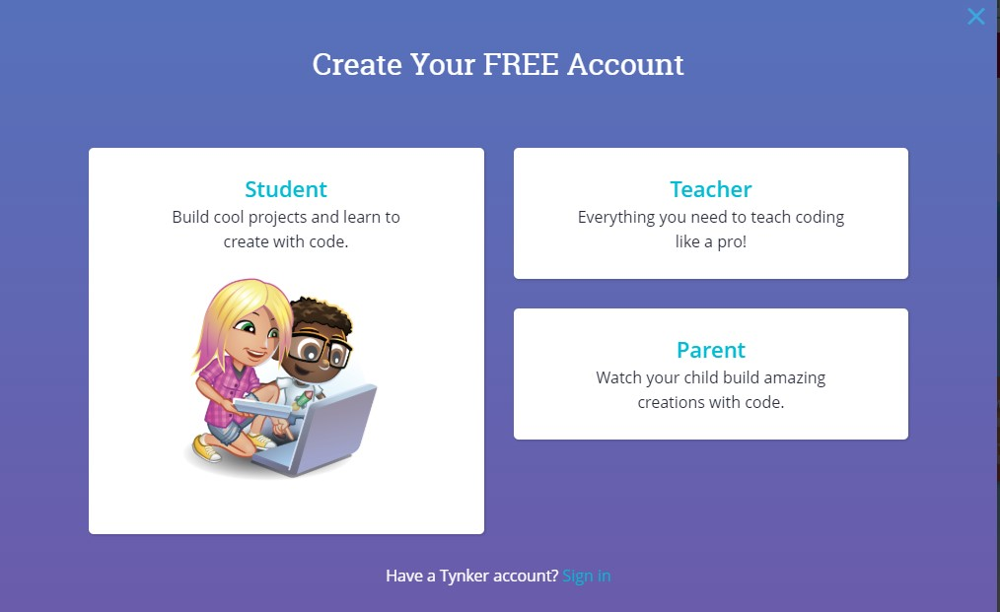 Create Your FREE Account
Student
Build cool projects and learn to
create with code.
Teacher
Everything you need to teach coding
like a pro!
Parent
Watch your child build amazing
creations with code.
Have a Tynker account? Sign in